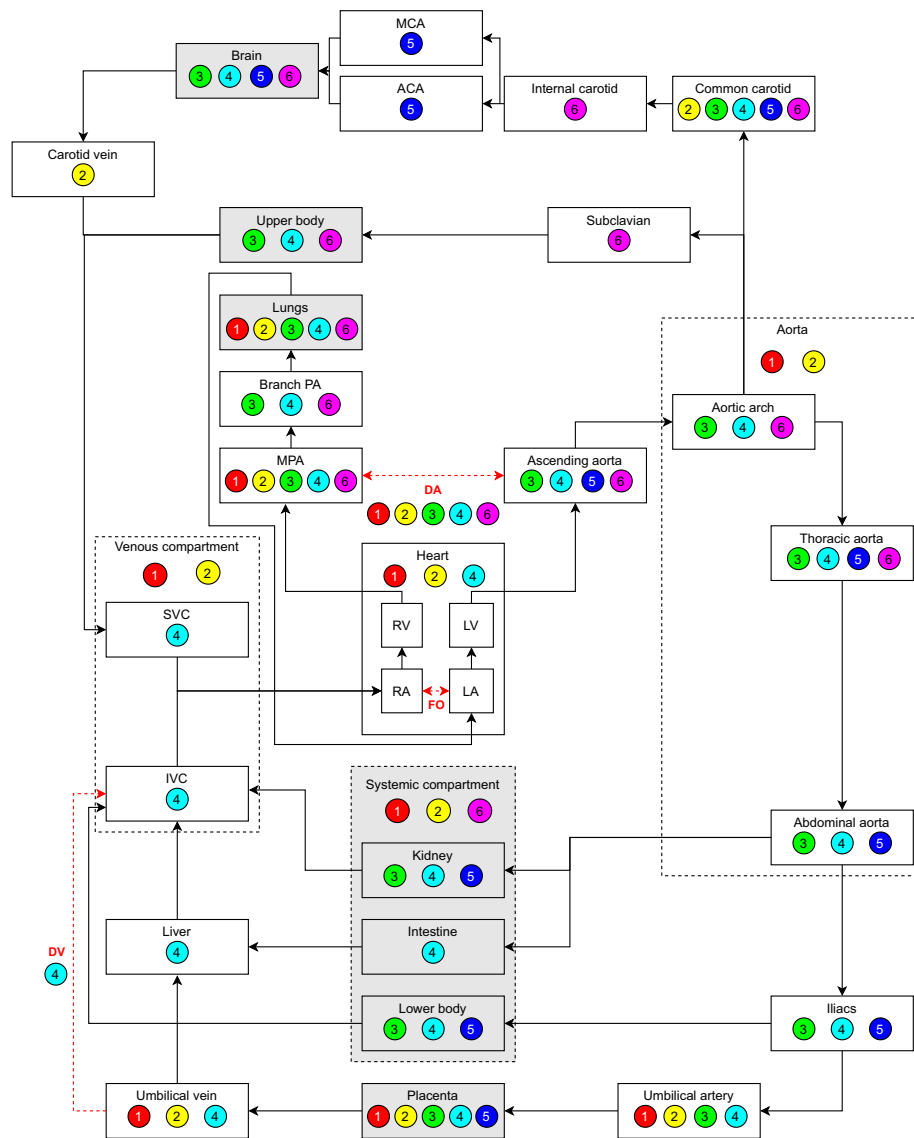 MCA
5
Brain
3 4 5 6
ACA
5
Internal carotid
6
Common carotid
2 3 4 5 6
Carotid vein
2
Upper body
3 4 6
Subclavian
6
Lungs
1 2 3 4 6
Aorta
1 2
Branch PA
3 4 6
Aortic arch
3 4 6
MPA
1 2 3 4 6
DA
1 2 3 4 6
Ascending aorta
3 4 5 6
Thoracic aorta
3 4 5 6
Venous compartment
1 2
Heart
1 2 4
SVC
4
RV
LV
RA
FO
LA
IVC
4
Systemic compartment
1 2 6
Kidney
3 4 5
Abdominal aorta
3 4 5
Liver
4
Intestine
4
DV
4
Lower body
3 4 5
Iliacs
3 4 5
Umbilical vein
1 2 4
Placenta
1 2 3 4 5
Umbilical artery
1 2 3 4